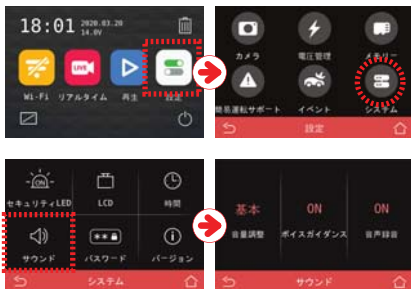 18:01 2020.03.20
14.0V
LIVE
Wi-Fi リアルタイム 再生 設定
カメラ 電圧管理 メモリー
簡易運転サポート イベント システム
設定
ON
セキュリティLED LCD 時間
サウンド パスワード バージョン
システム
基本 ON ON
音量調整 ボイスガイダンス 音声録音
サウンド